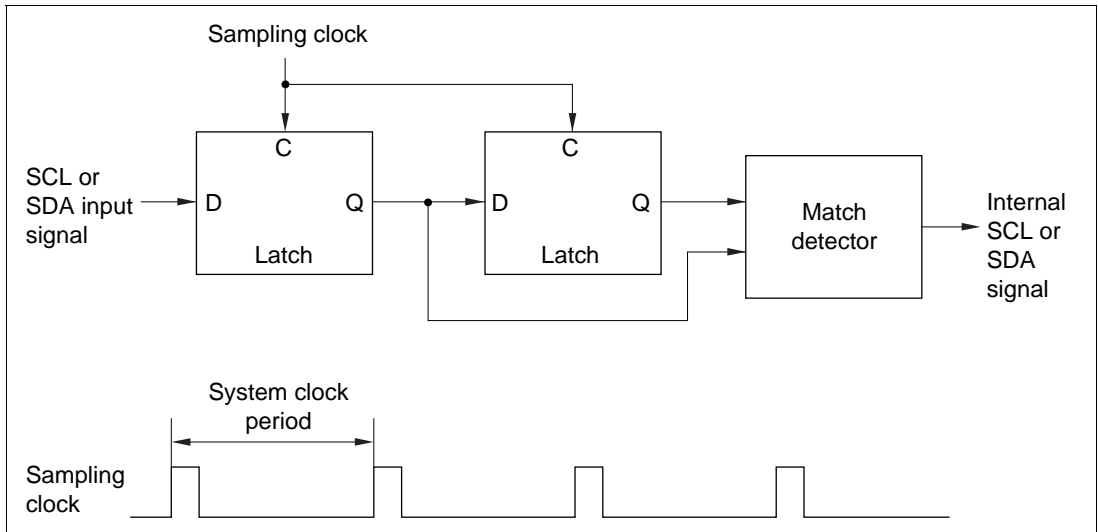 Sampling clock
C
C
SCL or
SDA input
signal
D
Q
D
Q
Latch
Latch
Match
detector
Internal
SCL or
SDA
signal
System clock
period
Sampling
clock